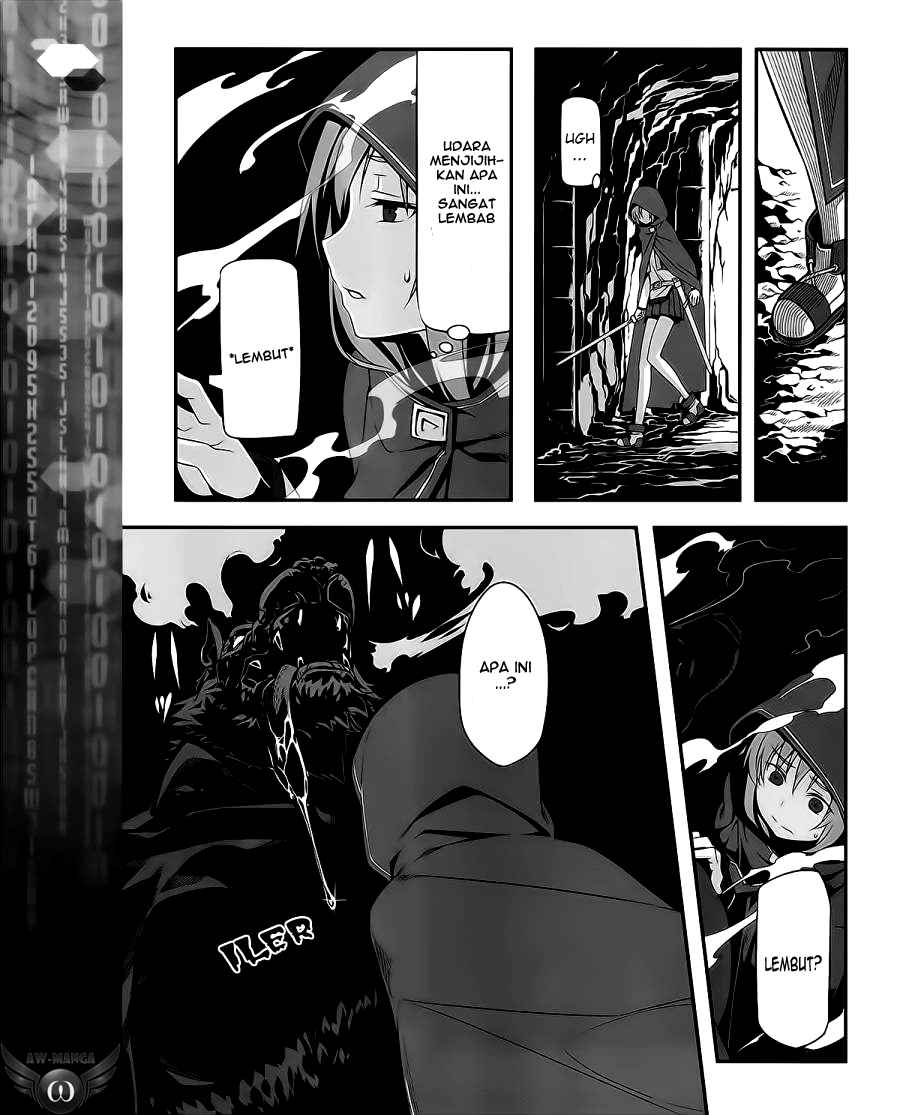 UGH
...
UDARA
MENJIJIH-
KAN APA
INI...
SANGAT
LEMBAB
*LEMBUT*
LEMBUT?
APA INI
....?
ILER
AW-MANGA
ω